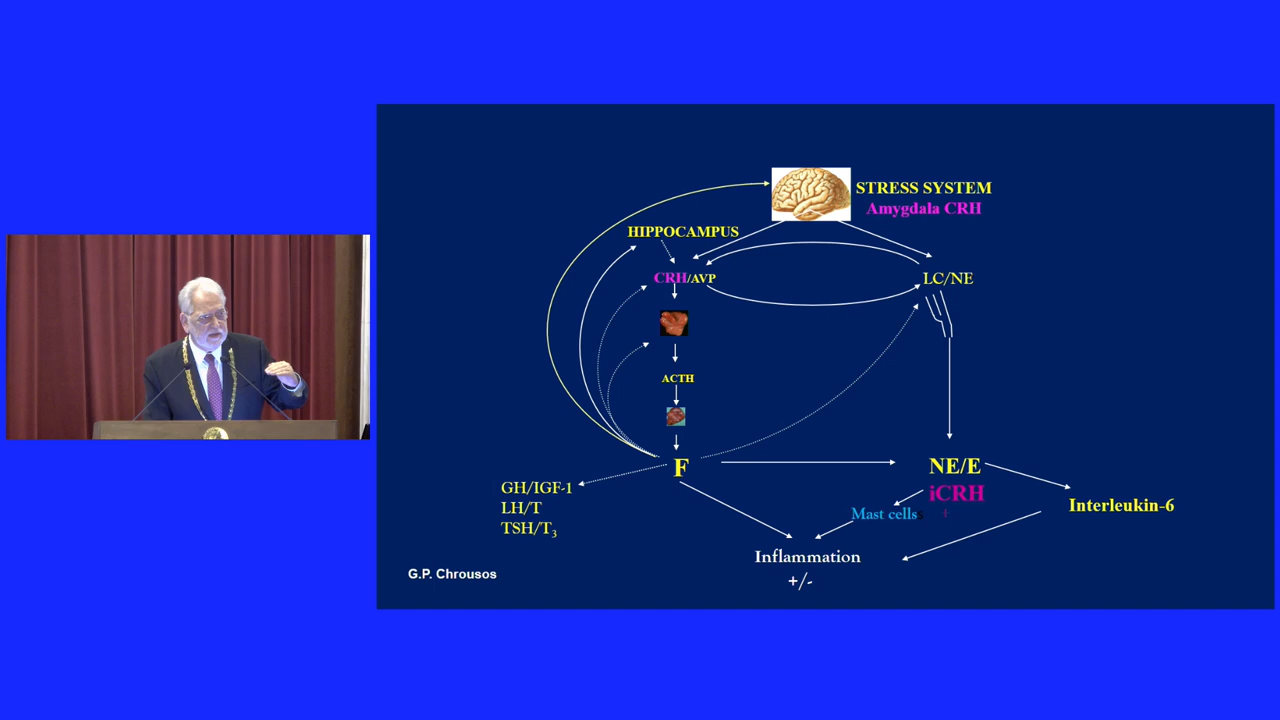 STRESS SYSTEM
Amygdala CRH
HIPPOCAMPUS
CRH/AVP
LC/NE
ACTH
F
NE/E
iCRH
+
GH/IGF-1
LH/T
TSH/T₃
Mast cells
Interleukin-6
Inflammation
+/-
G.P. Chrousos